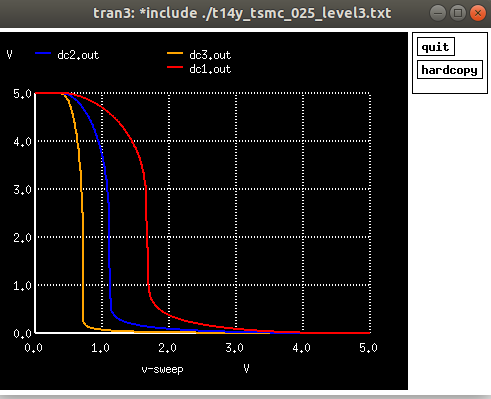 tran3: *include ./t14y_tsmc_025_level3.txt
quit
hardcopy
V
dc2.out
dc3.out
dc1.out
5.0
4.0
3.0
2.0
1.0
0.0
0.0 1.0 2.0 3.0 4.0 5.0
v-sweep V